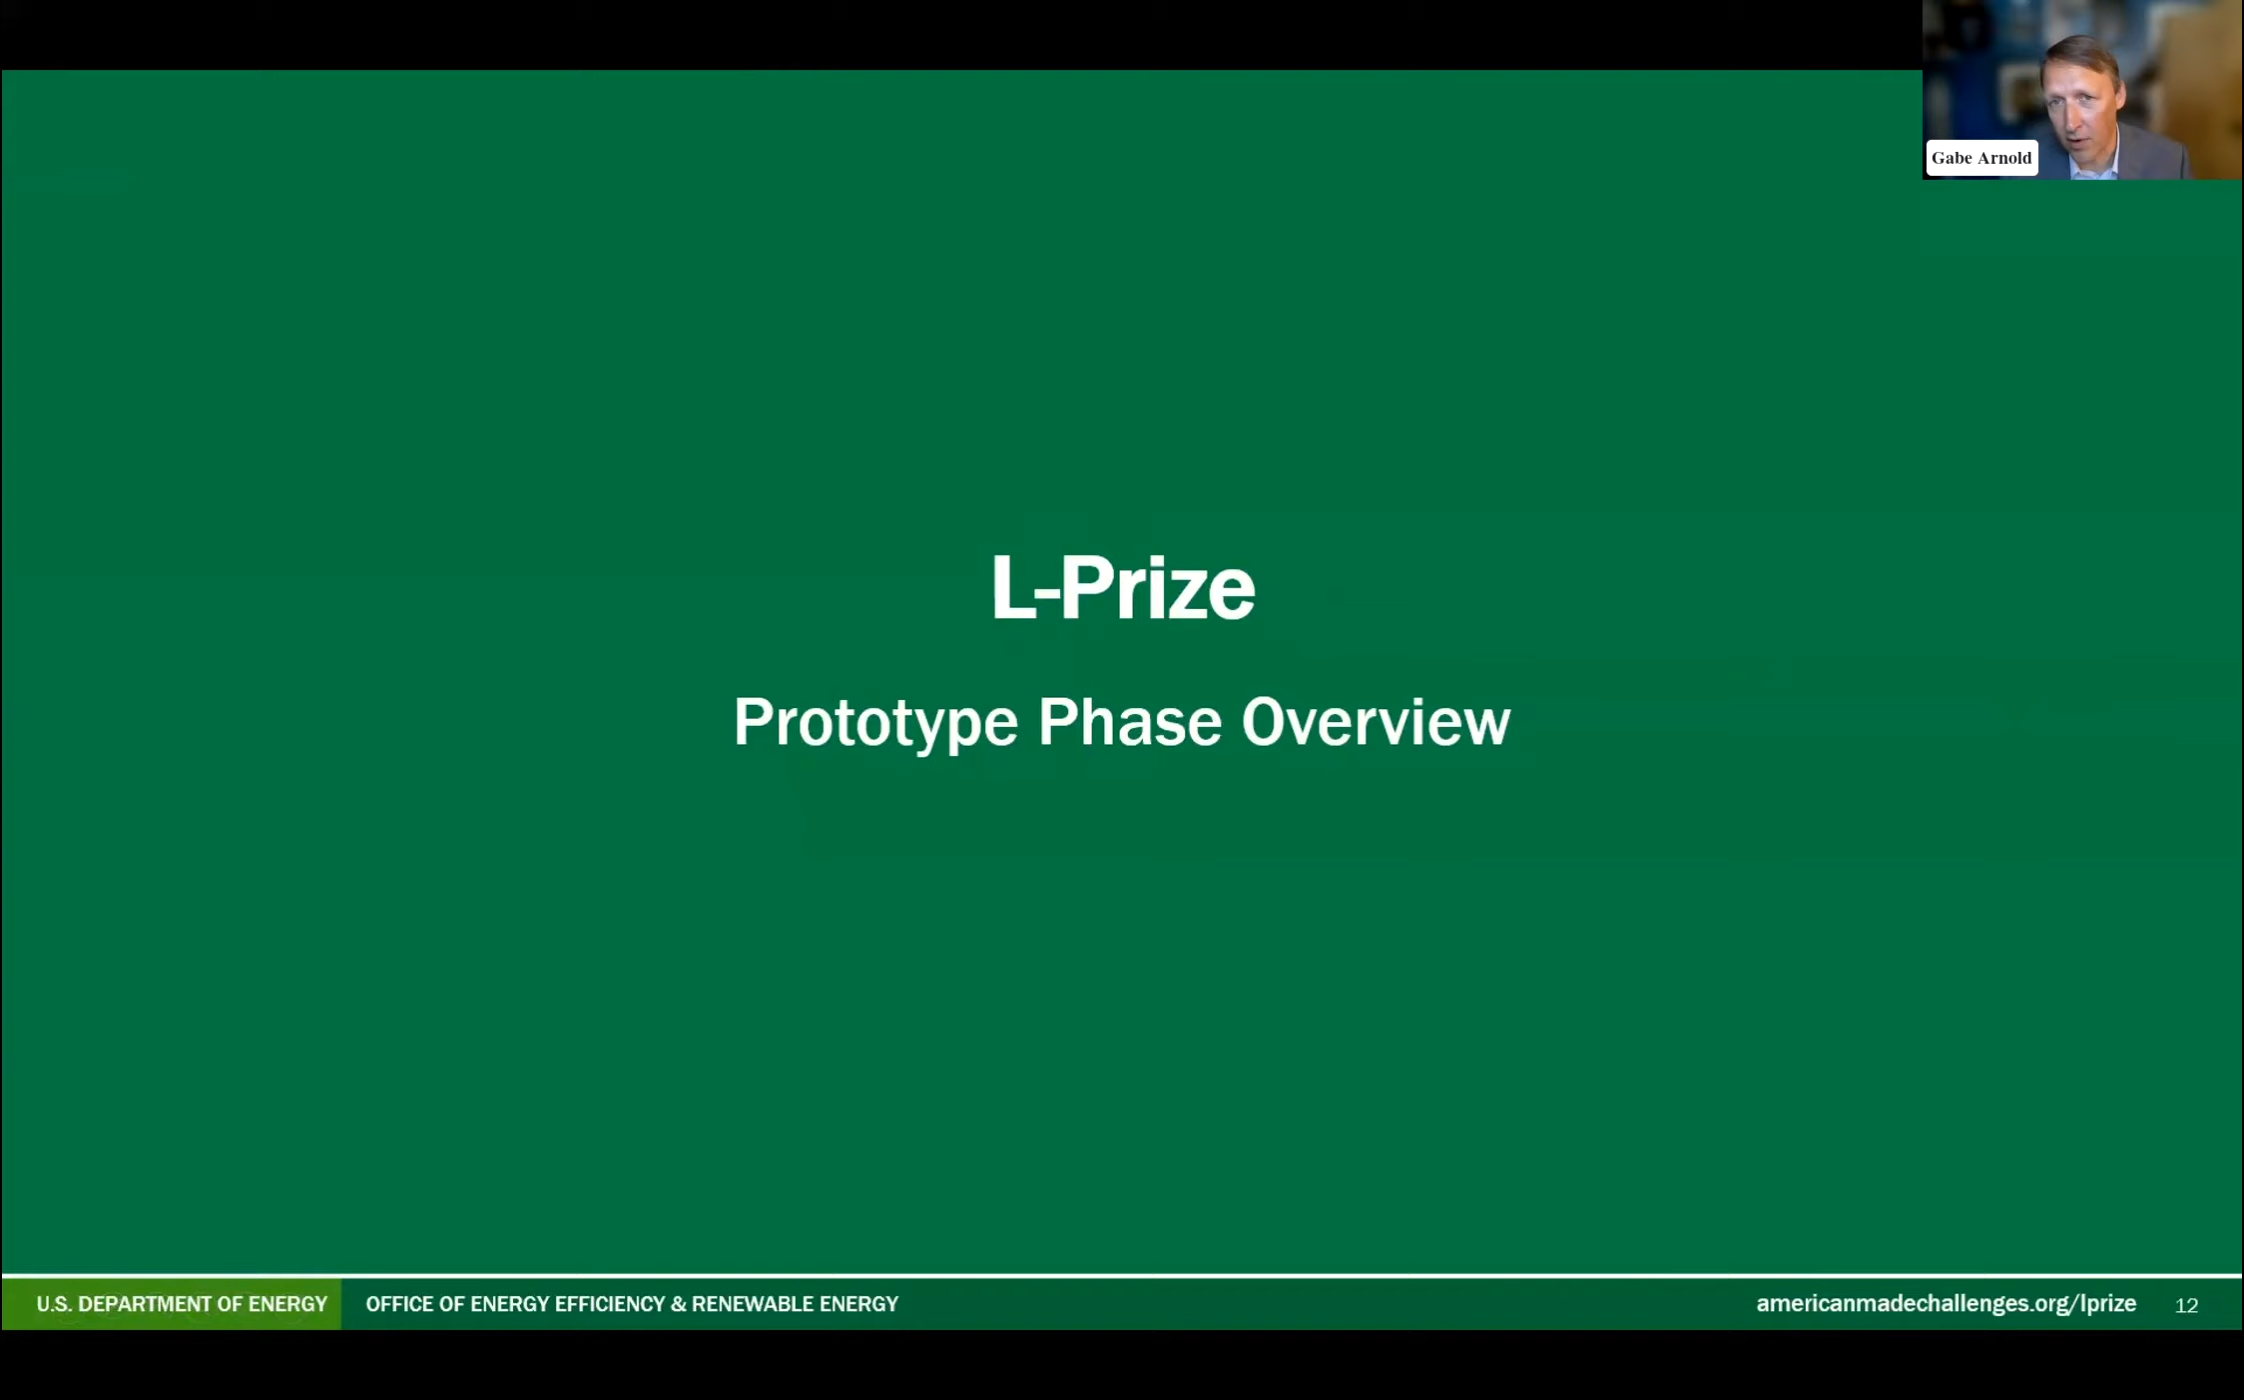 Gabe Arnold
L-Prize
Prototype Phase Overview
U.S. DEPARTMENT OF ENERGY OFFICE OF ENERGY EFFICIENCY & RENEWABLE ENERGY americanmadechallenges.org/lprize 12